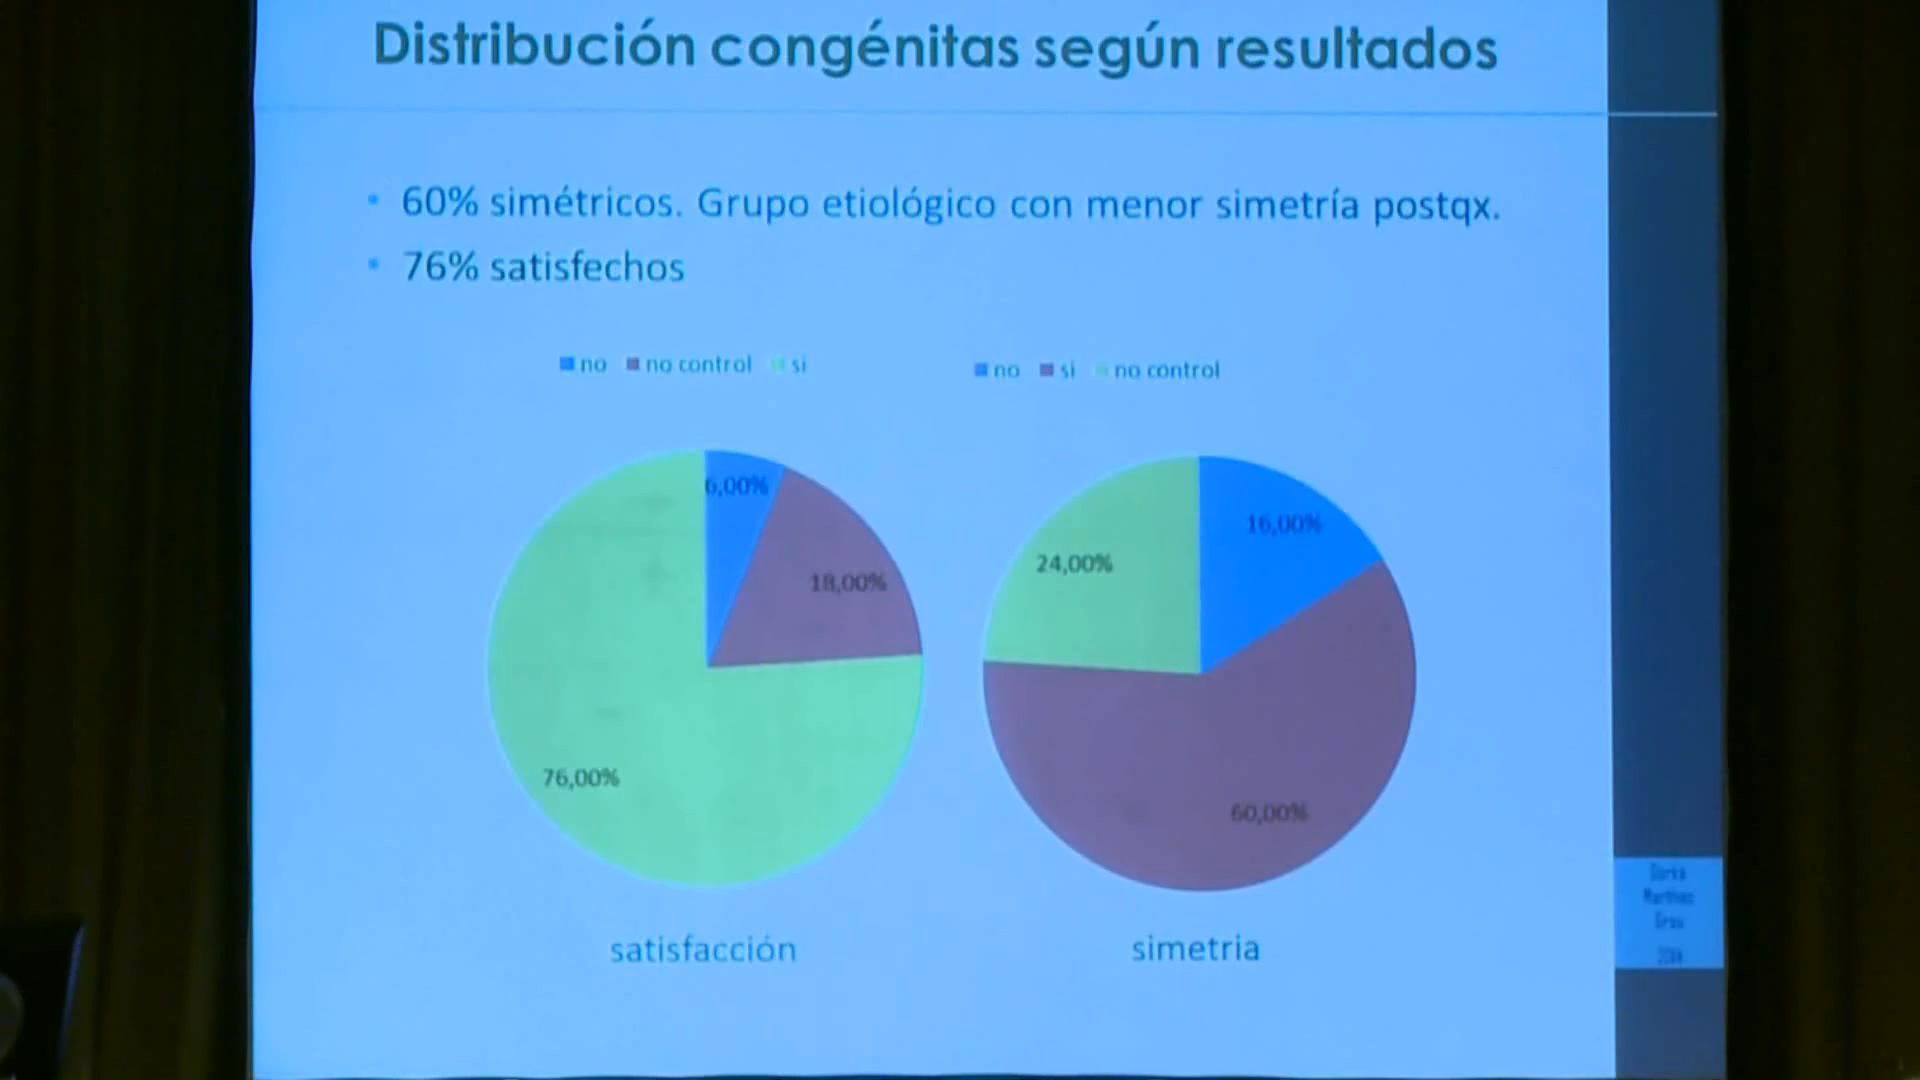 Distribución congénitas según resultados
• 60% simétricos. Grupo etiológico con menor simetría postqx.
• 76% satisfechos
no no control si
no si no control
6,00%
18,00%
76,00%
16,00%
24,00%
60,00%
satisfacción
simetria